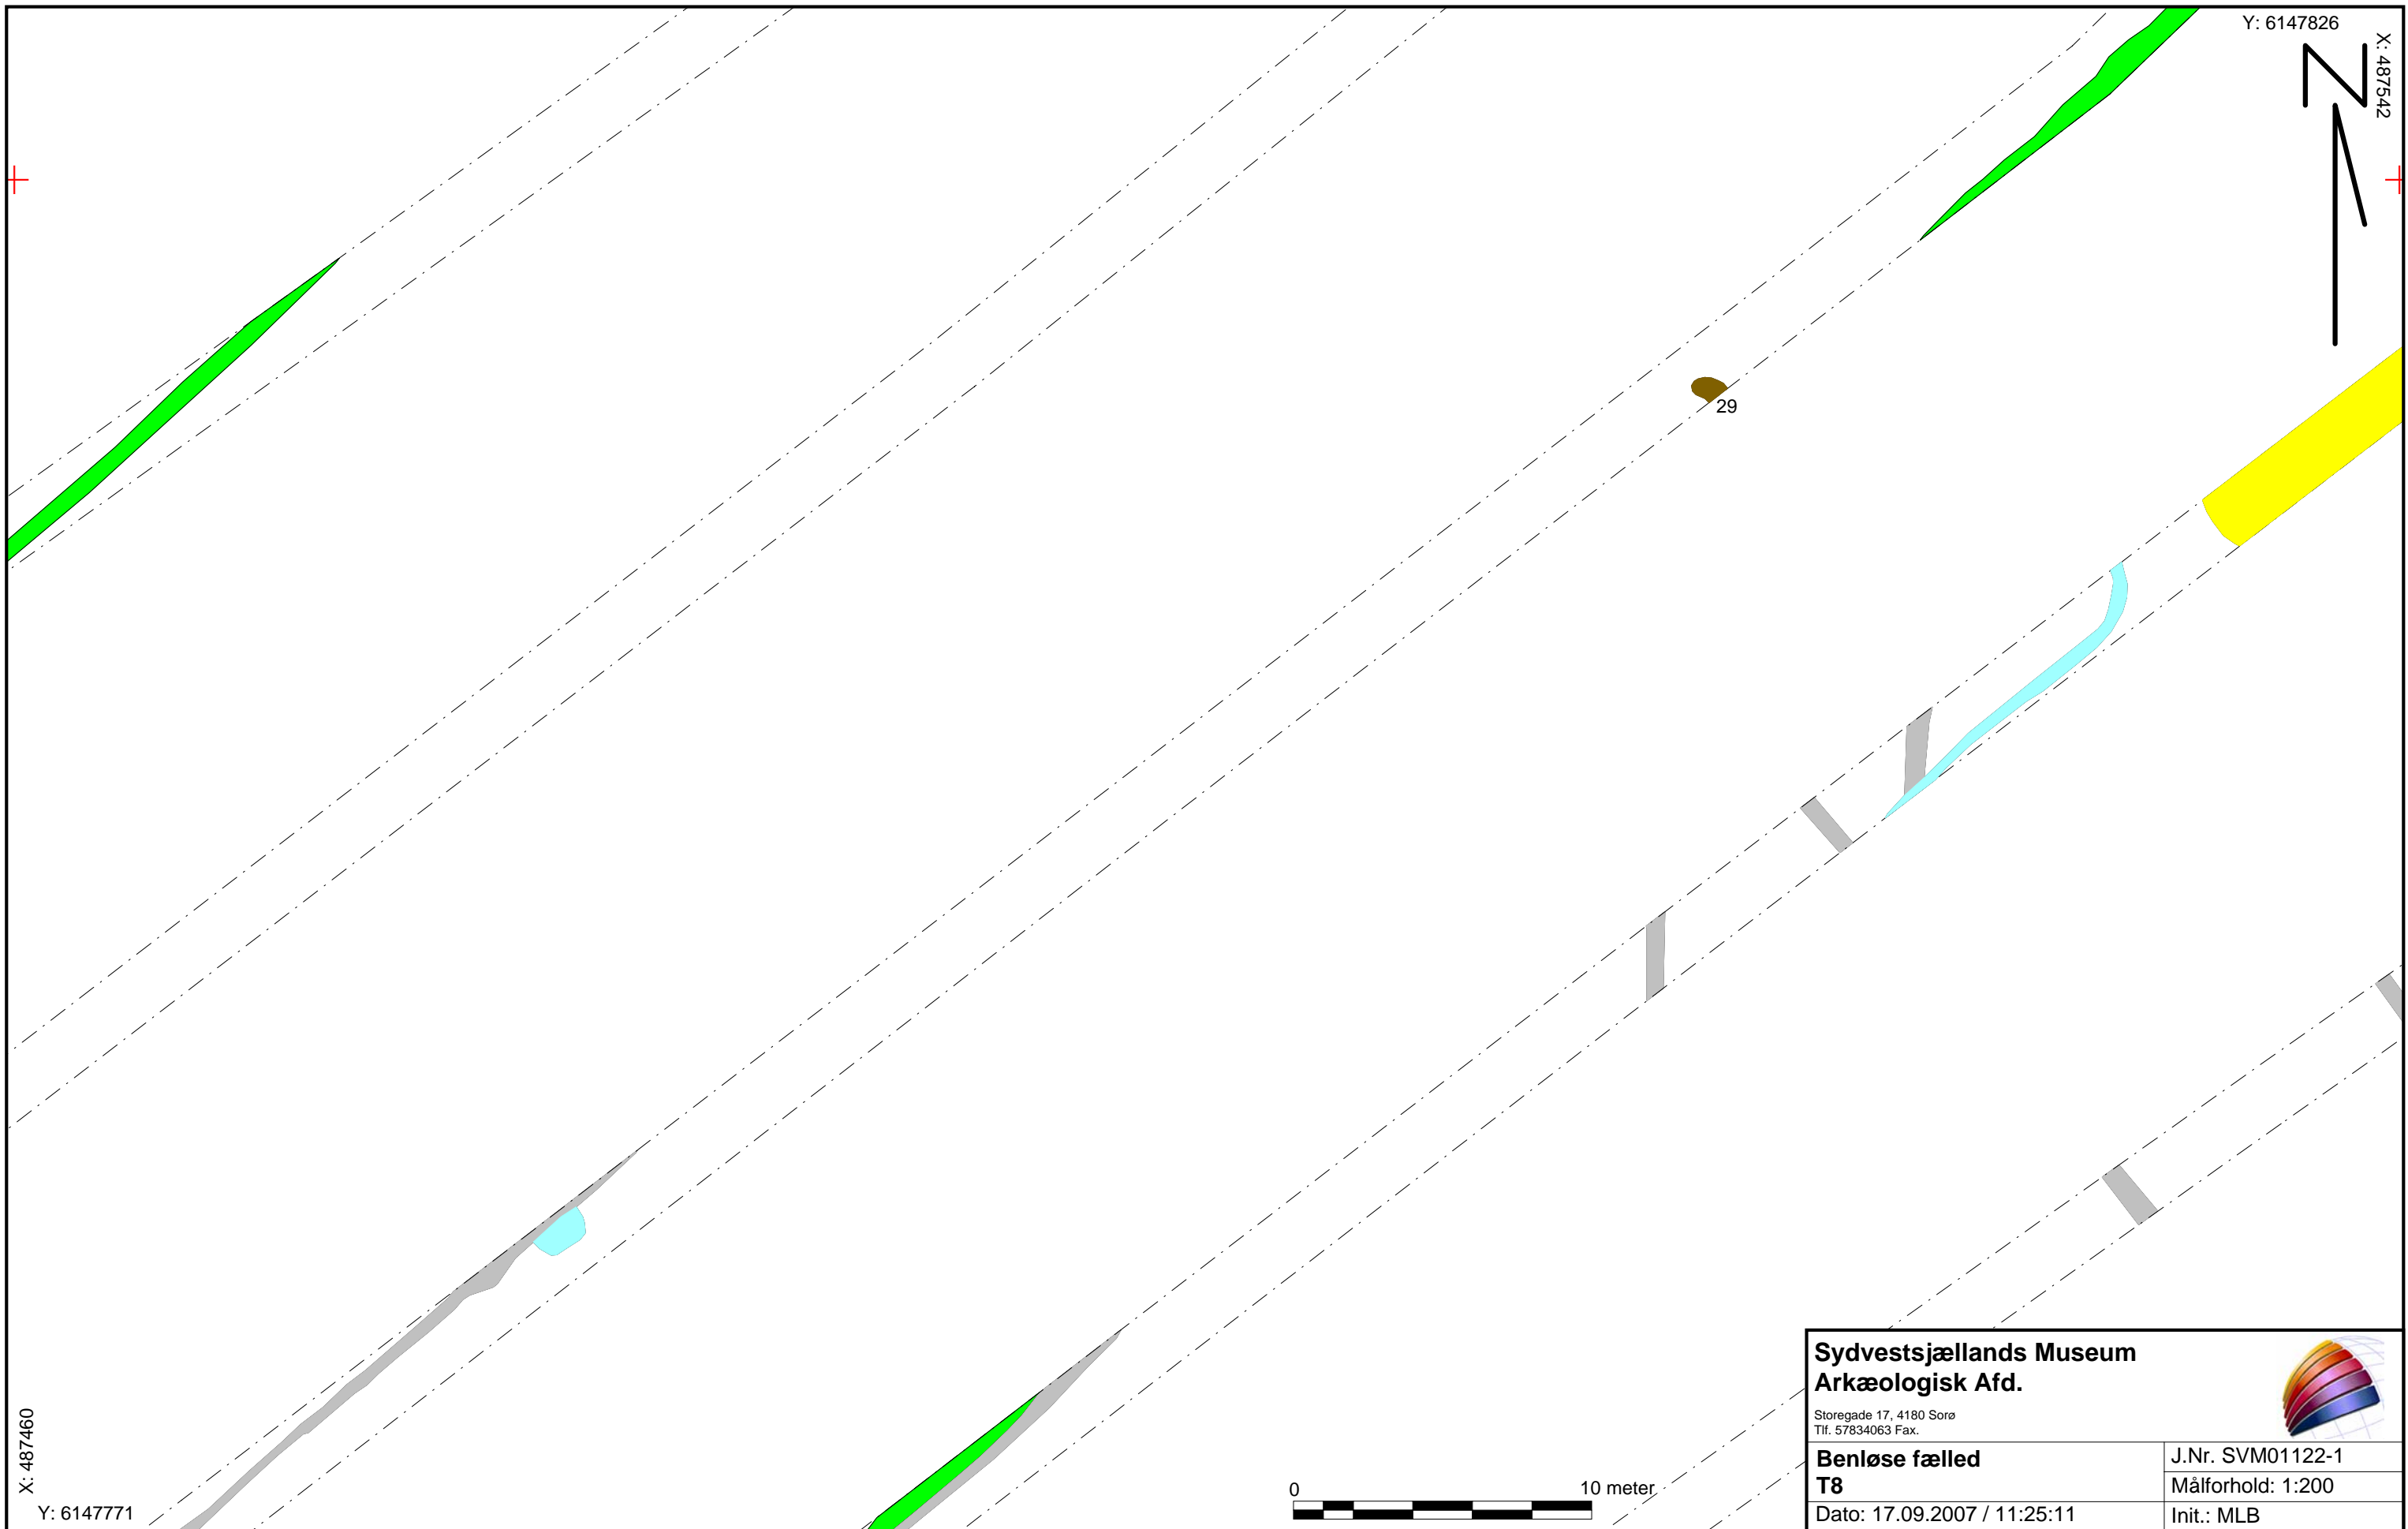 Y: 6147826
X: 487542
N
29
X: 487460
Y: 6147771
0
10 meter
Sydvestsjællands Museum
Arkæologisk Afd.
Storegade 17, 4180 Sorø
Tlf. 57834063 Fax.
Benløse fælled
T8
J.Nr. SVM01122-1
Målforhold: 1:200
Dato: 17.09.2007 / 11:25:11
Init.: MLB